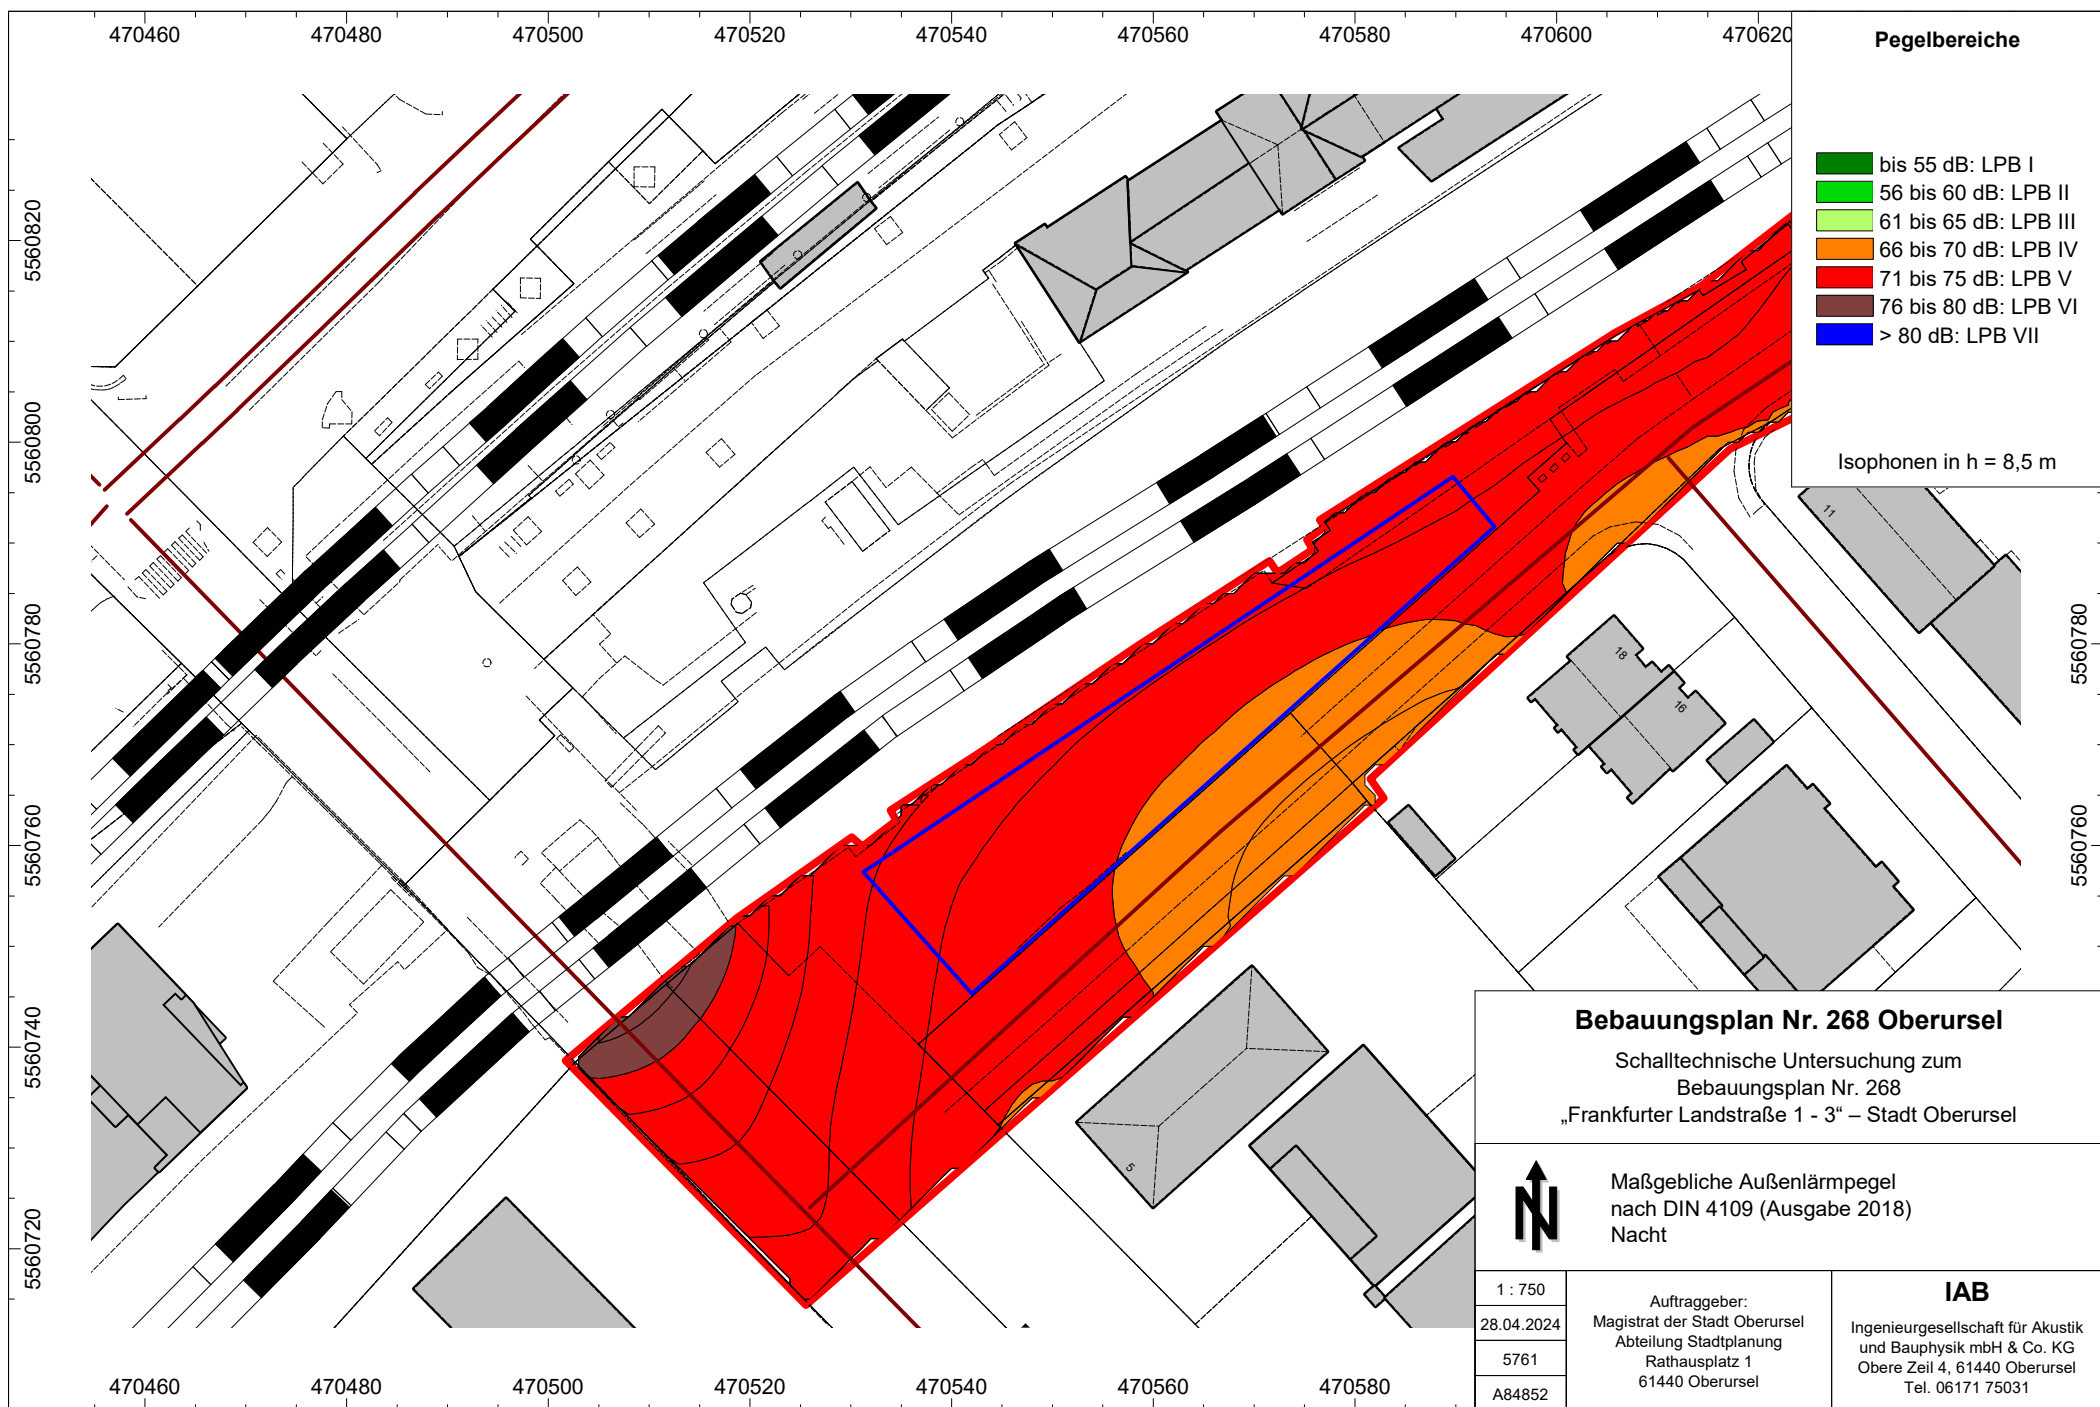 470460 470480 470500 470520 470540 470560 470580 470600 470620
Pegelbereiche
bis 55 dB: LPB I
56 bis 60 dB: LPB II
61 bis 65 dB: LPB III
66 bis 70 dB: LPB IV
71 bis 75 dB: LPB V
76 bis 80 dB: LPB VI
> 80 dB: LPB VII
Isophonen in h = 8,5 m
5560820
5560800
5560780
5560760
5560740
5560720
5560780
5560760
11
18
16
5
Bebauungsplan Nr. 268 Oberursel
Schalltechnische Untersuchung zum
Bebauungsplan Nr. 268
„Frankfurter Landstraße 1 - 3“ – Stadt Oberursel
N
Maßgebliche Außenlärmpegel
nach DIN 4109 (Ausgabe 2018)
Nacht
1 : 750
28.04.2024
5761
A84852
Auftraggeber:
Magistrat der Stadt Oberursel
Abteilung Stadtplanung
Rathausplatz 1
61440 Oberursel
IAB
Ingenieurgesellschaft für Akustik
und Bauphysik mbH & Co. KG
Obere Zeil 4, 61440 Oberursel
Tel. 06171 75031
470460 470480 470500 470520 470540 470560 470580